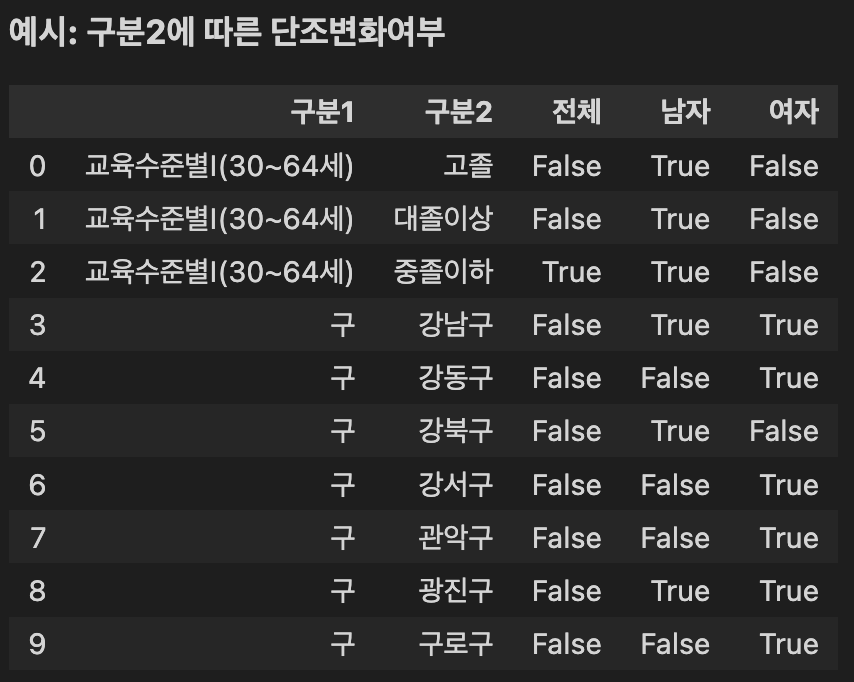 예시: 구분2에 따른 단조변화여부
구분1 구분2 전체 남자 여자
0 교육수준별I(30~64세) 고졸 False True False
1 교육수준별I(30~64세) 대졸이상 False True False
2 교육수준별I(30~64세) 중졸이하 True True False
3 구 강남구 False True True
4 구 강동구 False False True
5 구 강북구 False True False
6 구 강서구 False False True
7 구 관악구 False False True
8 구 광진구 False True True
9 구 구로구 False False True